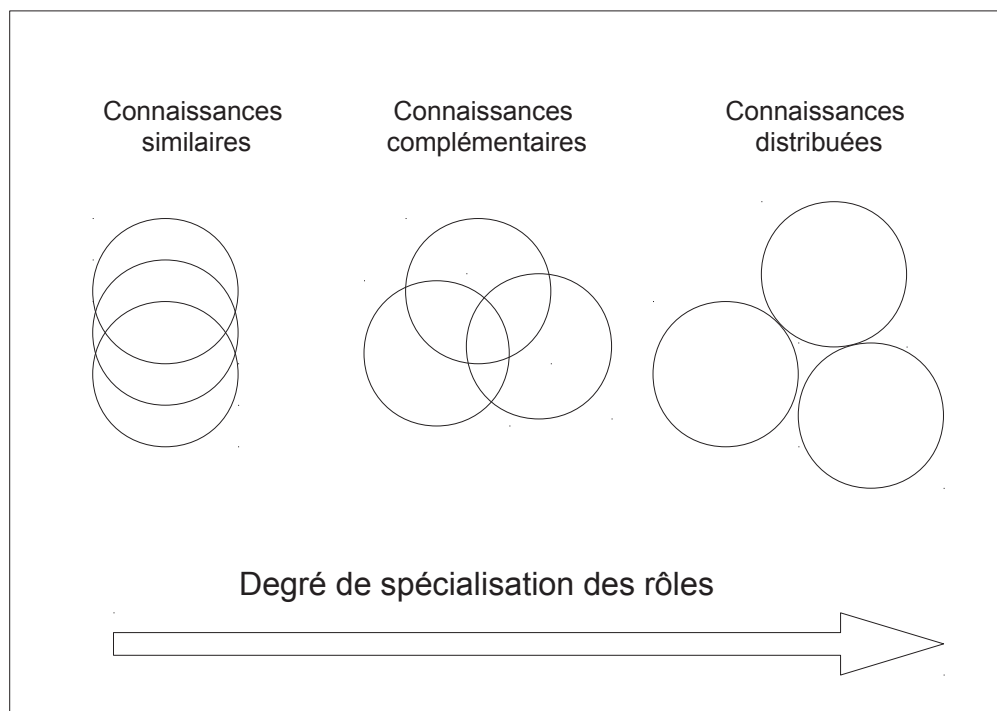 Connaissances
similaires
Connaissances
complémentaires
Connaissances
distribuées
Degré de spécialisation des rôles